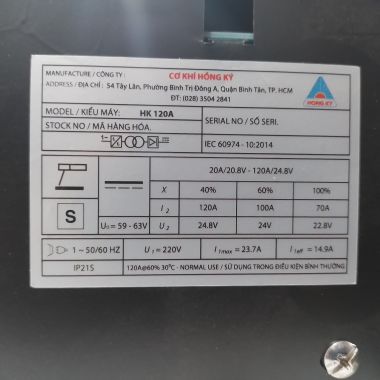 MANUFACTURE / CÔNG TY : CƠ KHÍ HỒNG KÝ
ADDRESS / ĐỊA CHỈ : 54 Tây Lân, Phường Bình Trị Đông A, Quận Bình Tân, TP. HCM
ĐT: (028) 3504 2841
HONG KY
MODEL / KIỂU MÁY: HK 120A
SERIAL NO / SỐ SERI.
STOCK NO / MÃ HÀNG HÓA.
1~
IEC 60974 - 10:2014
20A/20.8V - 120A/24.8V
X 40% 60% 100%
I2 120A 100A 70A
S
U0 = 59 - 63V
U2 24.8V 24V 22.8V
1 ~ 50/60 HZ U1 = 220V I1max = 23.7A I1eff = 14.9A
IP21S 120A@60% 30°C - NORMAL USE / SỬ DỤNG TRONG ĐIỀU KIỆN BÌNH THƯỜNG